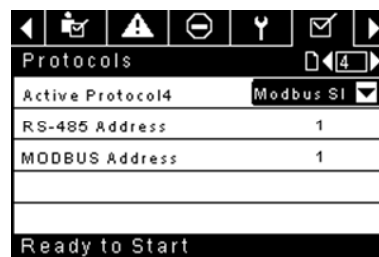 Protocols 4
Active Protocol4 Modbus Sl
RS-485 Address 1
MODBUS Address 1
Ready to Start